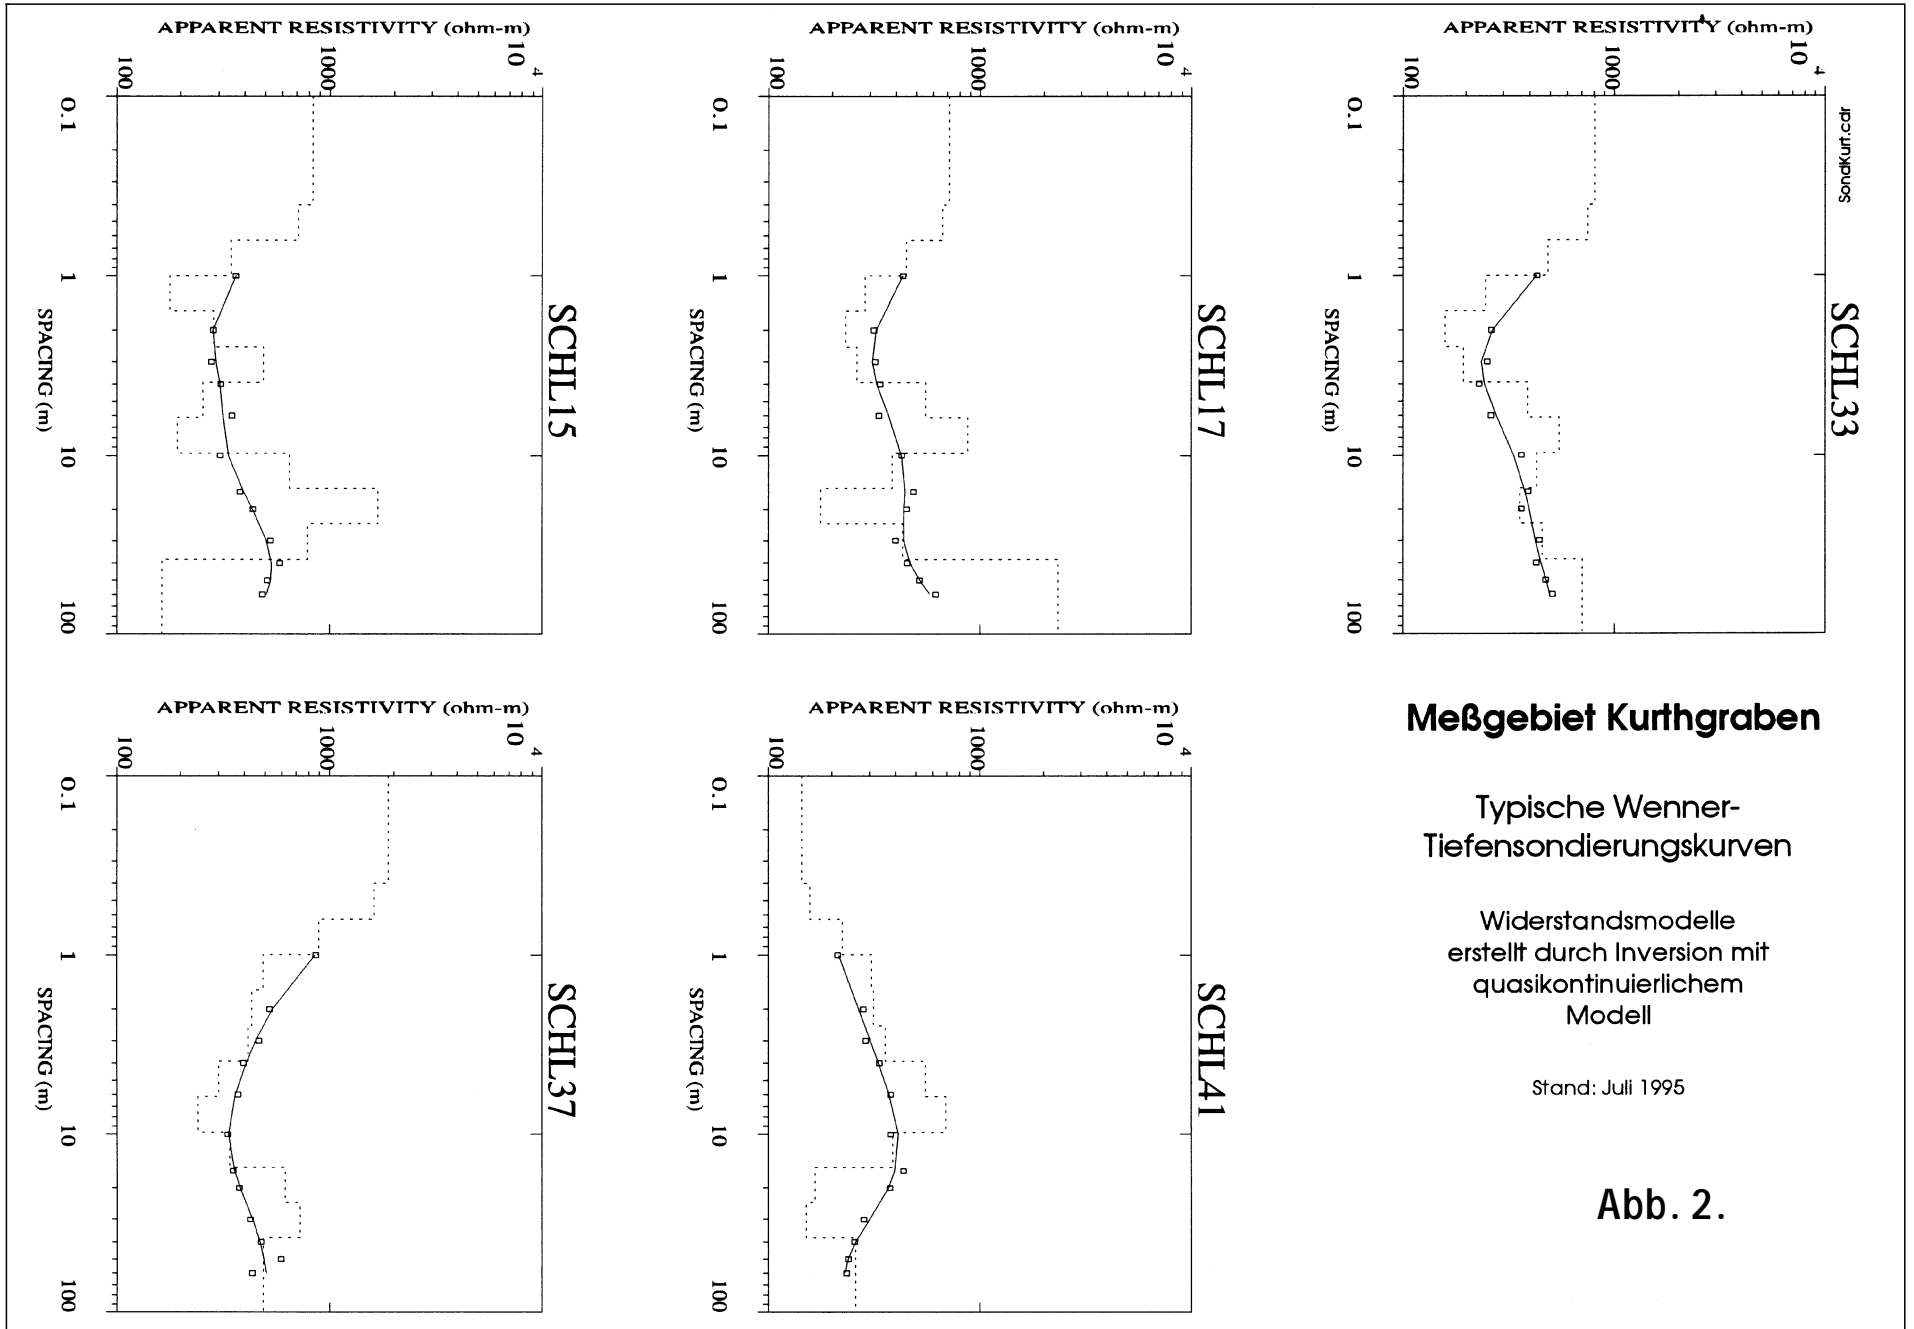 APPARENT RESISTIVITY (ohm-m)
100
1000
10 4
0.1
1
10
100
SPACING (m)
SCHL15
APPARENT RESISTIVITY (ohm-m)
100
1000
10 4
0.1
1
10
100
SPACING (m)
SCHL17
APPARENT RESISTIVITY (ohm-m)
100
1000
10 4
0.1
1
10
100
SPACING (m)
SCHL33
Sondkurt.cdr
APPARENT RESISTIVITY (ohm-m)
100
1000
10 4
0.1
1
10
100
SPACING (m)
SCHL37
APPARENT RESISTIVITY (ohm-m)
100
1000
10 4
0.1
1
10
100
SPACING (m)
SCHL41
Meßgebiet Kurthgraben
Typische Wenner-
Tiefensondierungskurven
Widerstandsmodelle
erstellt durch Inversion mit
quasikontinuierlichem
Modell
Stand: Juli 1995
Abb. 2.